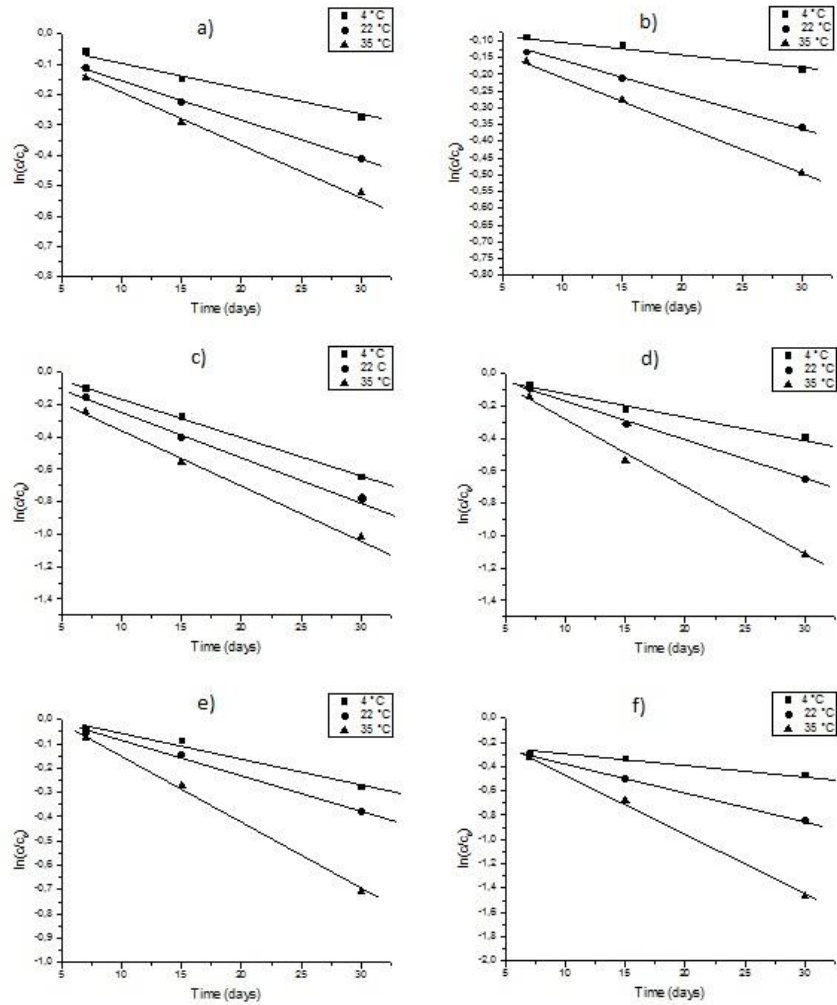 a)
■ 4 °C
● 22 °C
▲ 35 °C
0,0
-0,1
-0,2
-0,3
-0,4
-0,5
-0,6
-0,7
-0,8
ln(c/c₀)
5 10 15 20 25 30
Time (days)
b)
■ 4 °C
● 22 °C
▲ 35 °C
-0,10
-0,15
-0,20
-0,25
-0,30
-0,35
-0,40
-0,45
-0,50
-0,55
-0,60
-0,65
-0,70
-0,75
-0,80
ln(c/c₀)
5 10 15 20 25 30
Time (days)
c)
■ 4 °C
● 22 C
▲ 35 °C
0,0
-0,2
-0,4
-0,6
-0,8
-1,0
-1,2
-1,4
ln(c/c₀)
5 10 15 20 25 30
Time (days)
d)
■ 4 °C
● 22 °C
▲ 35 °C
0,0
-0,2
-0,4
-0,6
-0,8
-1,0
-1,2
-1,4
ln(c/c₀)
5 10 15 20 25 30
Time (days)
e)
■ 4 °C
● 22 °C
▲ 35 °C
0,0
-0,1
-0,2
-0,3
-0,4
-0,5
-0,6
-0,7
-0,8
-0,9
-1,0
ln(c/c₀)
5 10 15 20 25 30
Time (days)
f)
■ 4 °C
● 22 °C
▲ 35 °C
0,0
-0,2
-0,4
-0,6
-0,8
-1,0
-1,2
-1,4
-1,6
-1,8
-2,0
ln(c/c₀)
5 10 15 20 25 30
Time (days)